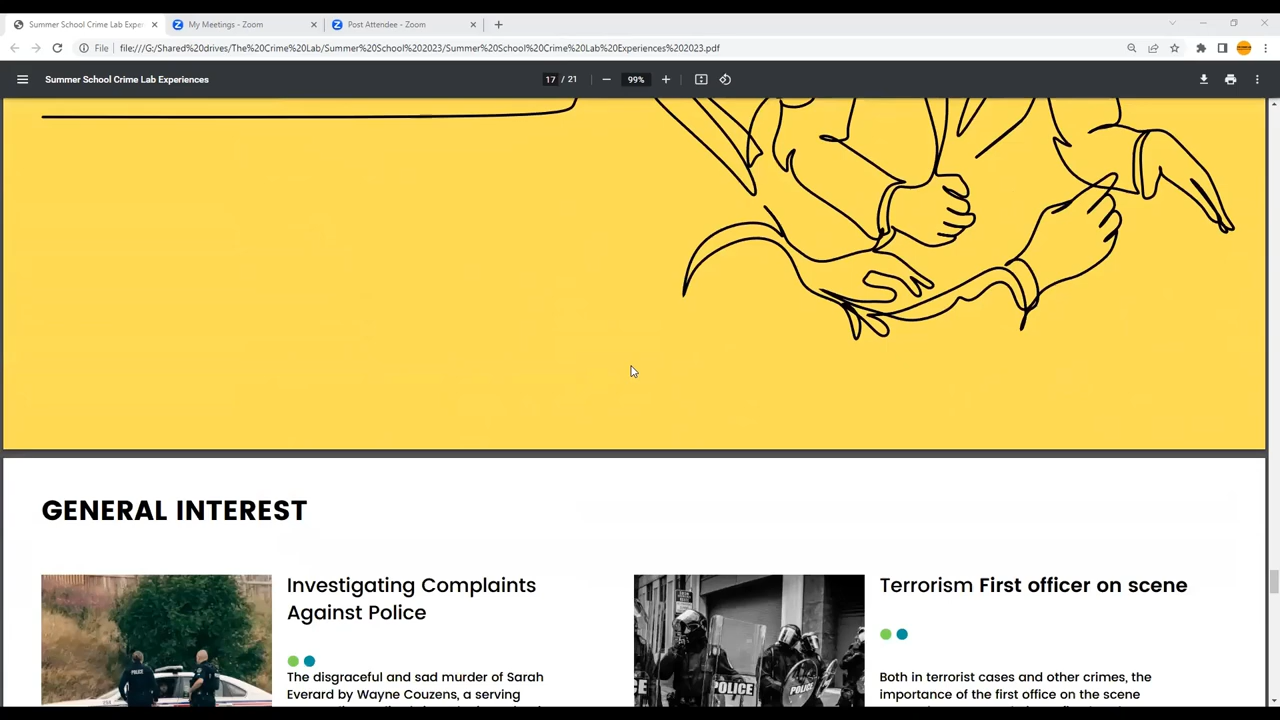 Summer School Crime Lab Exper
My Meetings - Zoom
Post Attendee - Zoom
File
file:///G:/Shared%20drives/The%20Crime%20Lab/Summer%20School%202023/Summer%20School%20Crime%20Lab%20Experiences%202023.pdf
Summer School Crime Lab Experiences
17 / 21
99%
GENERAL INTEREST
Investigating Complaints
Against Police
The disgraceful and sad murder of Sarah
Everard by Wayne Couzens, a serving
Terrorism First officer on scene
Both in terrorist cases and other crimes, the
importance of the first office on the scene
POLICE
POLICE
POLICE